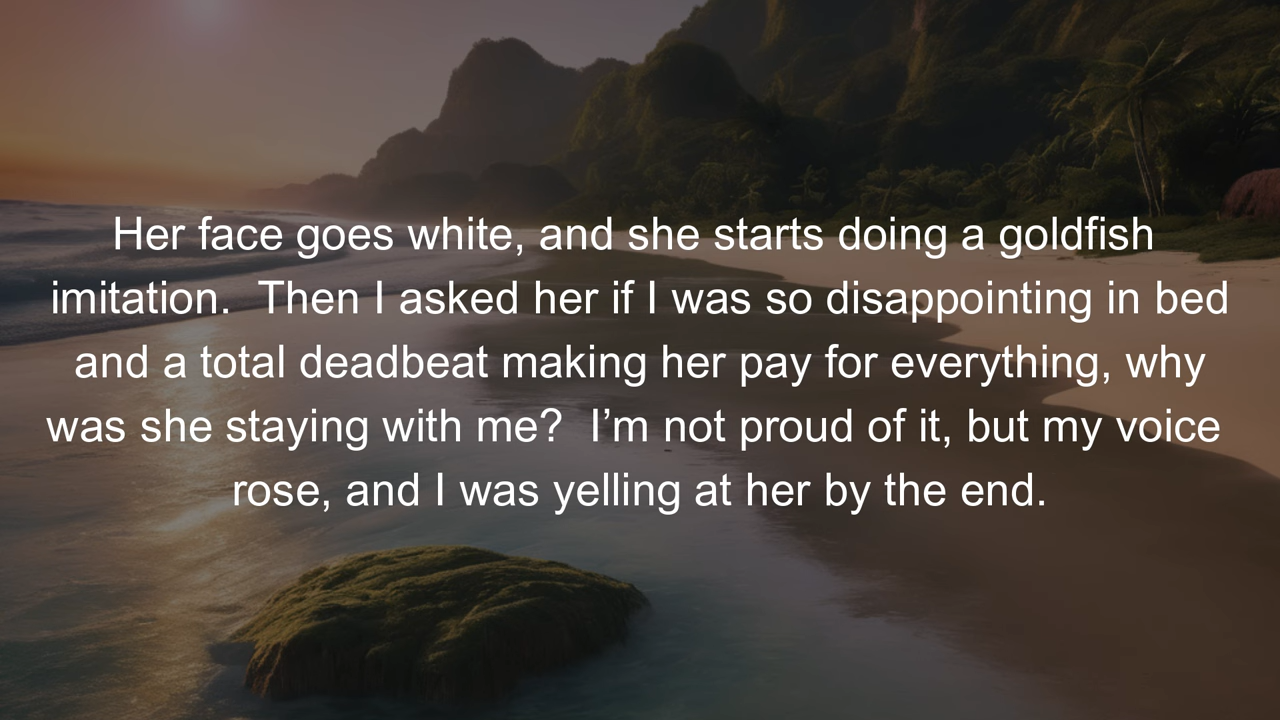 Her face goes white, and she starts doing a goldfish
imitation.  Then I asked her if I was so disappointing in bed
and a total deadbeat making her pay for everything, why
was she staying with me?  I’m not proud of it, but my voice
rose, and I was yelling at her by the end.